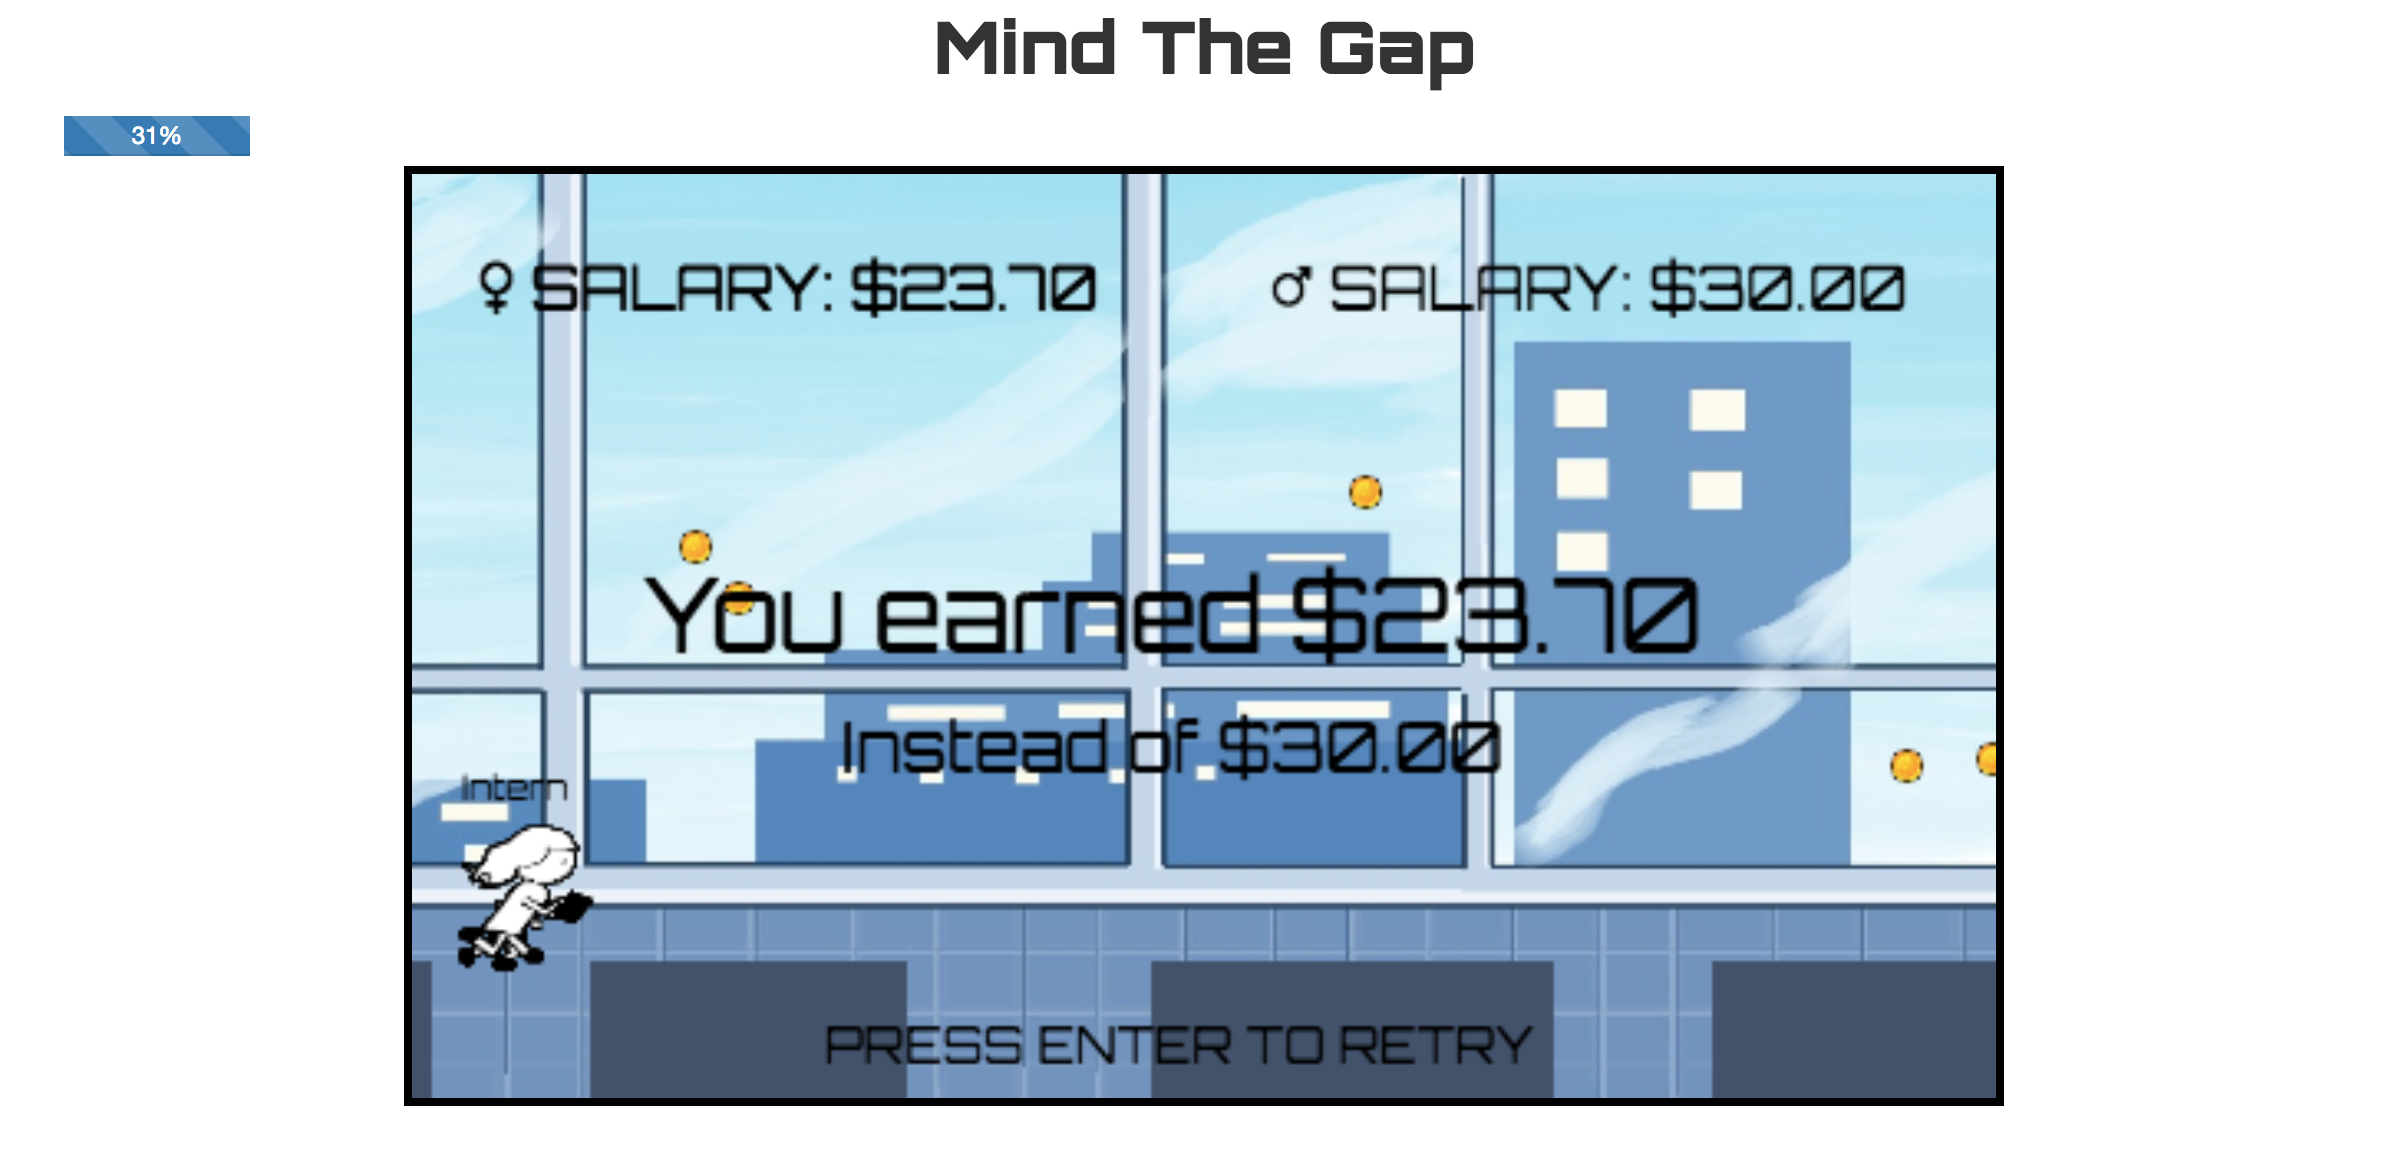 Mind The Gap
31%
♀ SALARY: $23.70
♂ SALARY: $30.00
You earned $23.70
Instead of $30.00
Intern
PRESS ENTER TO RETRY